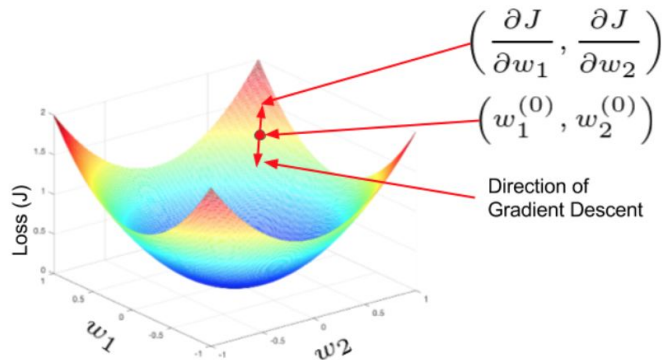 (∂J/∂w₁, ∂J/∂w₂)
(w₁⁽⁰⁾, w₂⁽⁰⁾)
Direction of
Gradient Descent
Loss (J)
2
1.5
1
0.5
0
1
0.5
0
-0.5
-1
w₁
-1
-0.5
0
0.5
1
w₂